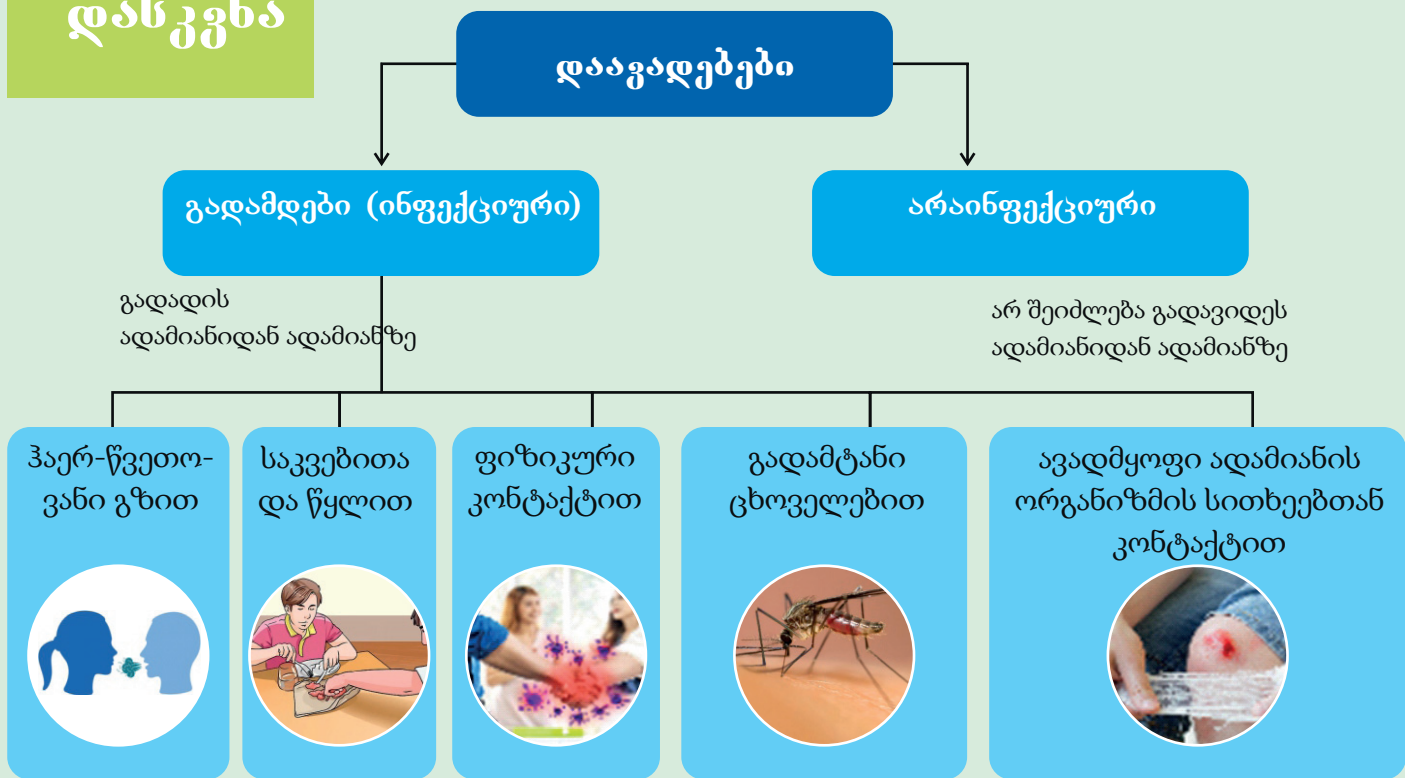 დასკვნა
დაავადებები
გადამდები (ინფექციური)
არაინფექციური
გადადის
ადამიანიდან ადამიანზე
არ შეიძლება გადავიდეს
ადამიანიდან ადამიანზე
ჰაერ-წვეთო-
ვანი გზით
საკვებითა
და წყლით
ფიზიკური
კონტაქტით
გადამტანი
ცხოველებით
ავადმყოფი ადამიანის
ორგანიზმის სითხეებთან
კონტაქტით